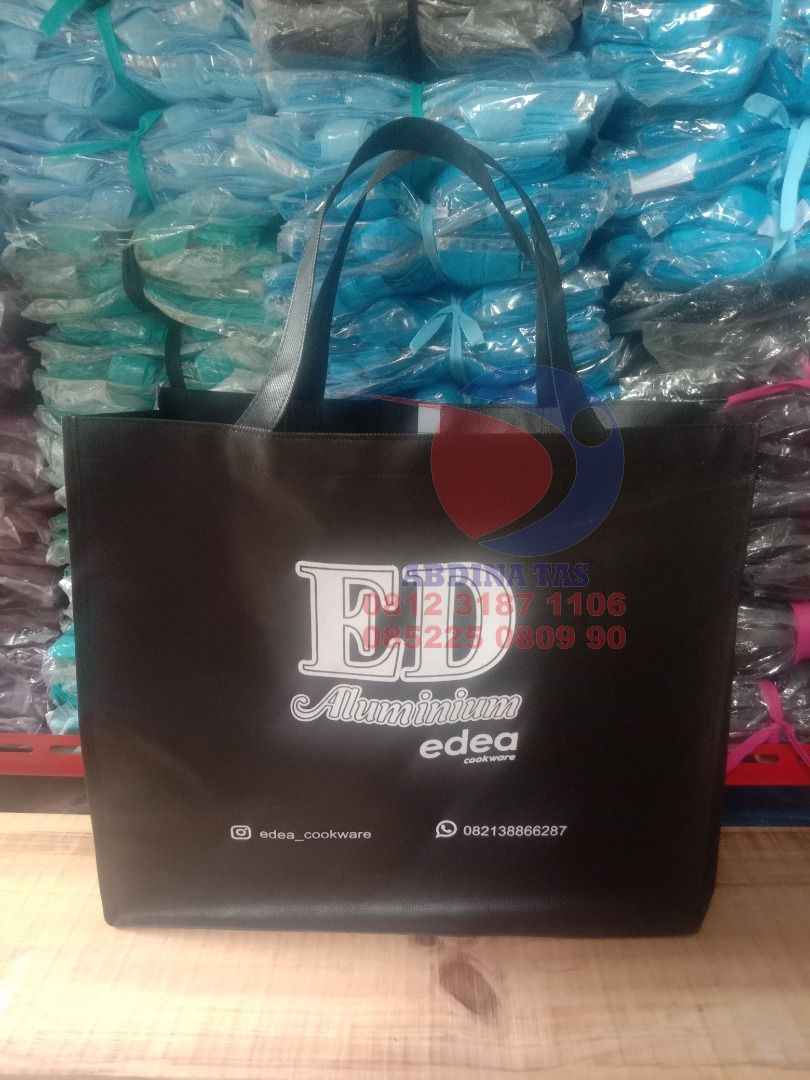 ABDINA TAS
0812 3187 1106
085225 0809 90
ED
Aluminium
edea
cookware
edea_cookware
082138866287